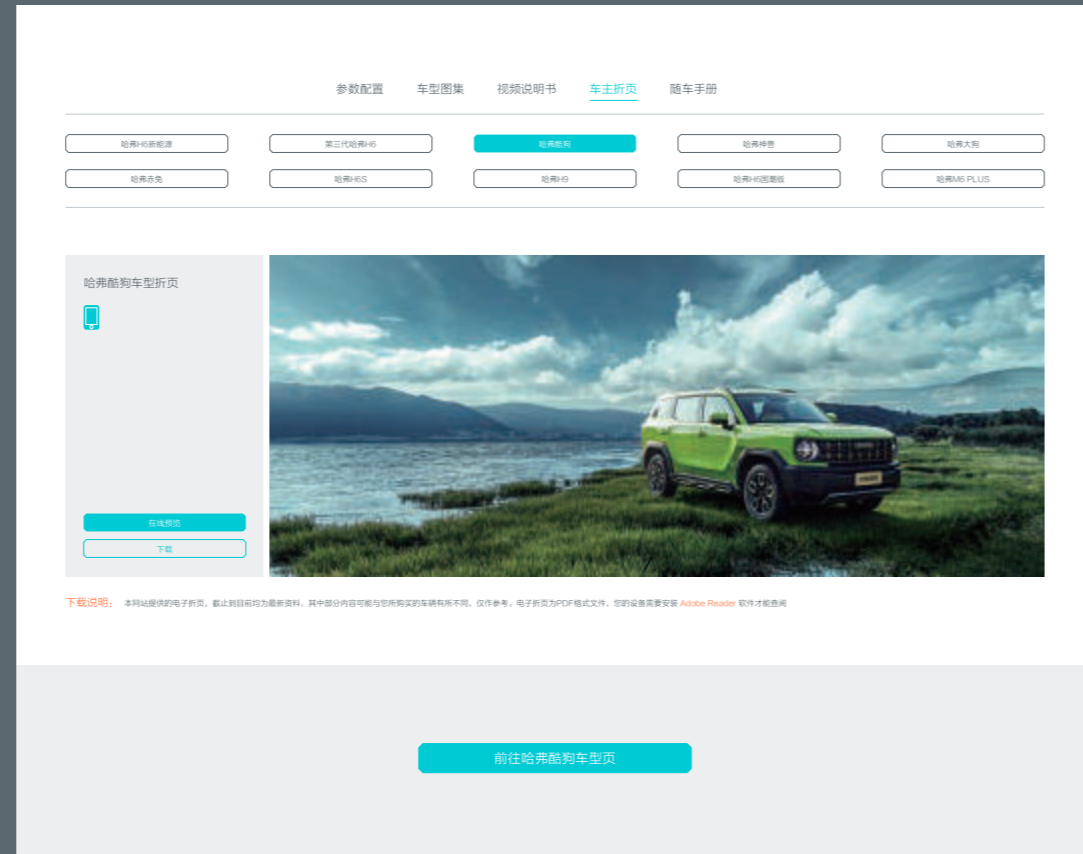 参数配置 车型图集 视频说明书 车主折页 随车手册
哈弗H6新能源 第三代哈弗H6 哈弗酷狗 哈弗神兽 哈弗大狗
哈弗赤兔 哈弗H6S 哈弗H9 哈弗H6国潮版 哈弗M6 PLUS
哈弗酷狗车型折页
在线预览
下载
下载说明： 本网站提供的电子折页，截止到目前均为最新资料，其中部分内容可能与您所购买的车辆有所不同，仅作参考。电子折页为PDF格式文件，您的设备需要安装 Adobe Reader 软件才能查阅
前往哈弗酷狗车型页